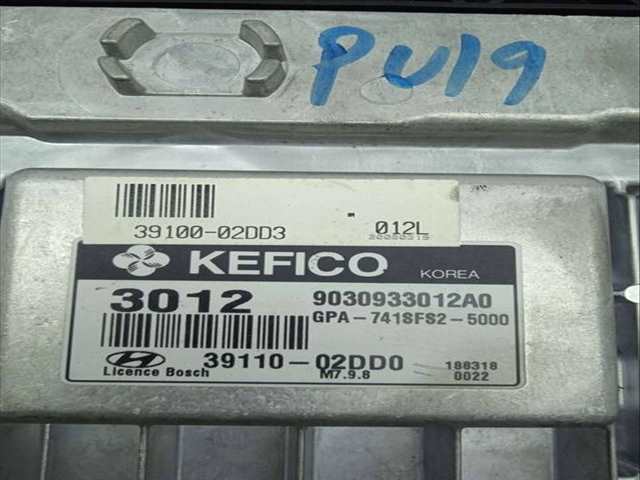 PU19
39100-02DD3 012L
KEFICO KOREA
3012 9030933012A0
GPA-741SFS2-5000
39110-02DD0 188318
Licence Bosch M7.9.8 0022